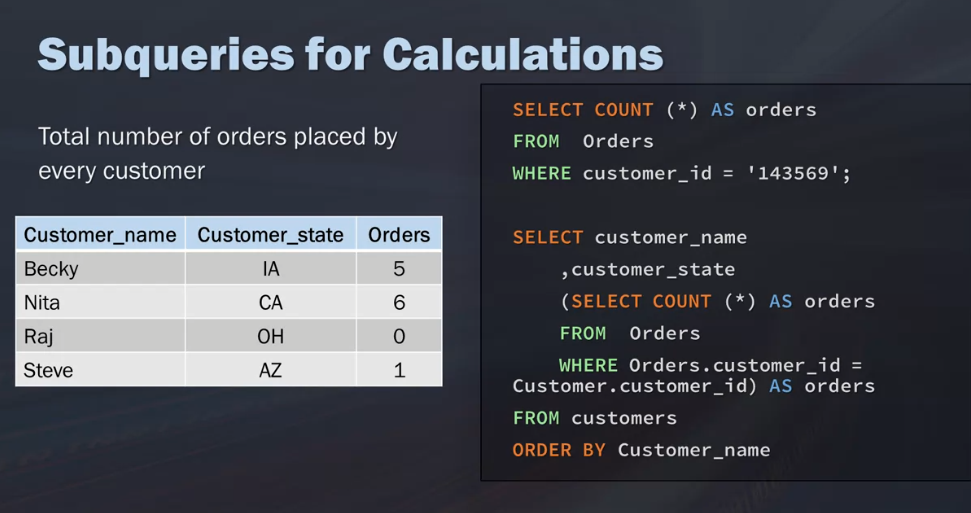 Subqueries for Calculations
Total number of orders placed by
every customer
Customer_name Customer_state Orders
Becky IA 5
Nita CA 6
Raj OH 0
Steve AZ 1
SELECT COUNT (*) AS orders
FROM Orders
WHERE customer_id = '143569';
SELECT customer_name
,customer_state
(SELECT COUNT (*) AS orders
FROM Orders
WHERE Orders.customer_id =
Customer.customer_id) AS orders
FROM customers
ORDER BY Customer_name